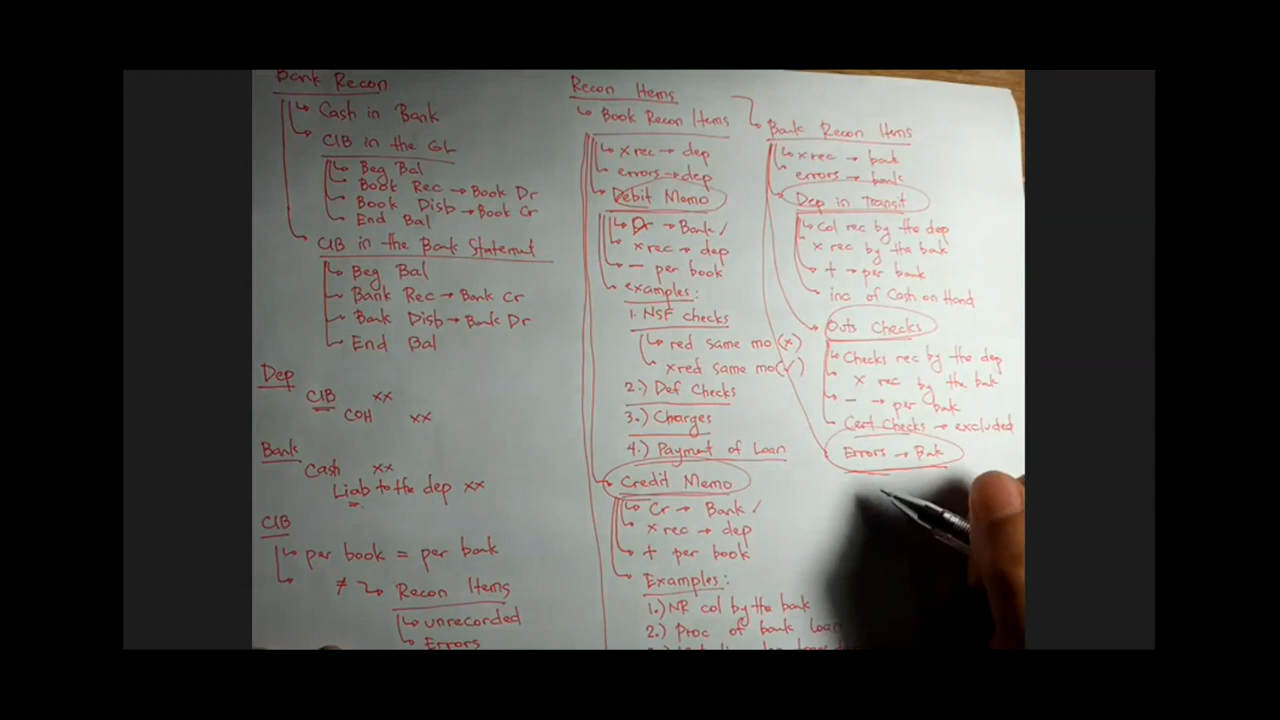 Bank Recon
↳ Cash in Bank
↳ CIB in the GL
↳ Beg Bal
↳ Book Rec → Book Dr
↳ Book Disb → Book Cr
↳ End Bal
↳ CIB in the Bank Statemnt
↳ Beg Bal
↳ Bank Rec → Bank Cr
↳ Bank Disb → Bank Dr
↳ End Bal
Dep
CIB xx
COH xx
Bank
Cash xx
Liab to the dep xx
CIB
↳ per book = per bank
↳ ≠ ↳ Recon Items
↳ unrecorded
↳ Errors
Recon Items
↳ Book Recon Items
↳ x rec → dep
↳ errors → dep
↳ Debit Memo
↳ Dr → Bank /
↳ x rec → dep
↳ − per book
↳ examples:
1. NSF checks
↳ red same mo (x)
↳ xred same mo (✓)
2.) Def Checks
3.) Charges
4.) Payment of Loan
↳ Credit Memo
↳ Cr → Bank /
↳ x rec → dep
↳ + per book
↳ Examples:
1.) NR col by the bank
2.) Proc of bank loan
↳ Bank Recon Items
↳ x rec → bank
errors → bank
↳ Dep in Transit
↳ Col rec by the dep
x rec by the bank
↳ + → per bank
↳ inc of Cash on Hand
↳ Outs Checks
↳ Checks rec by the dep
x rec by the bak
↳ − → per bak
↳ Cert Checks → excluded
↳ Errors → Bak